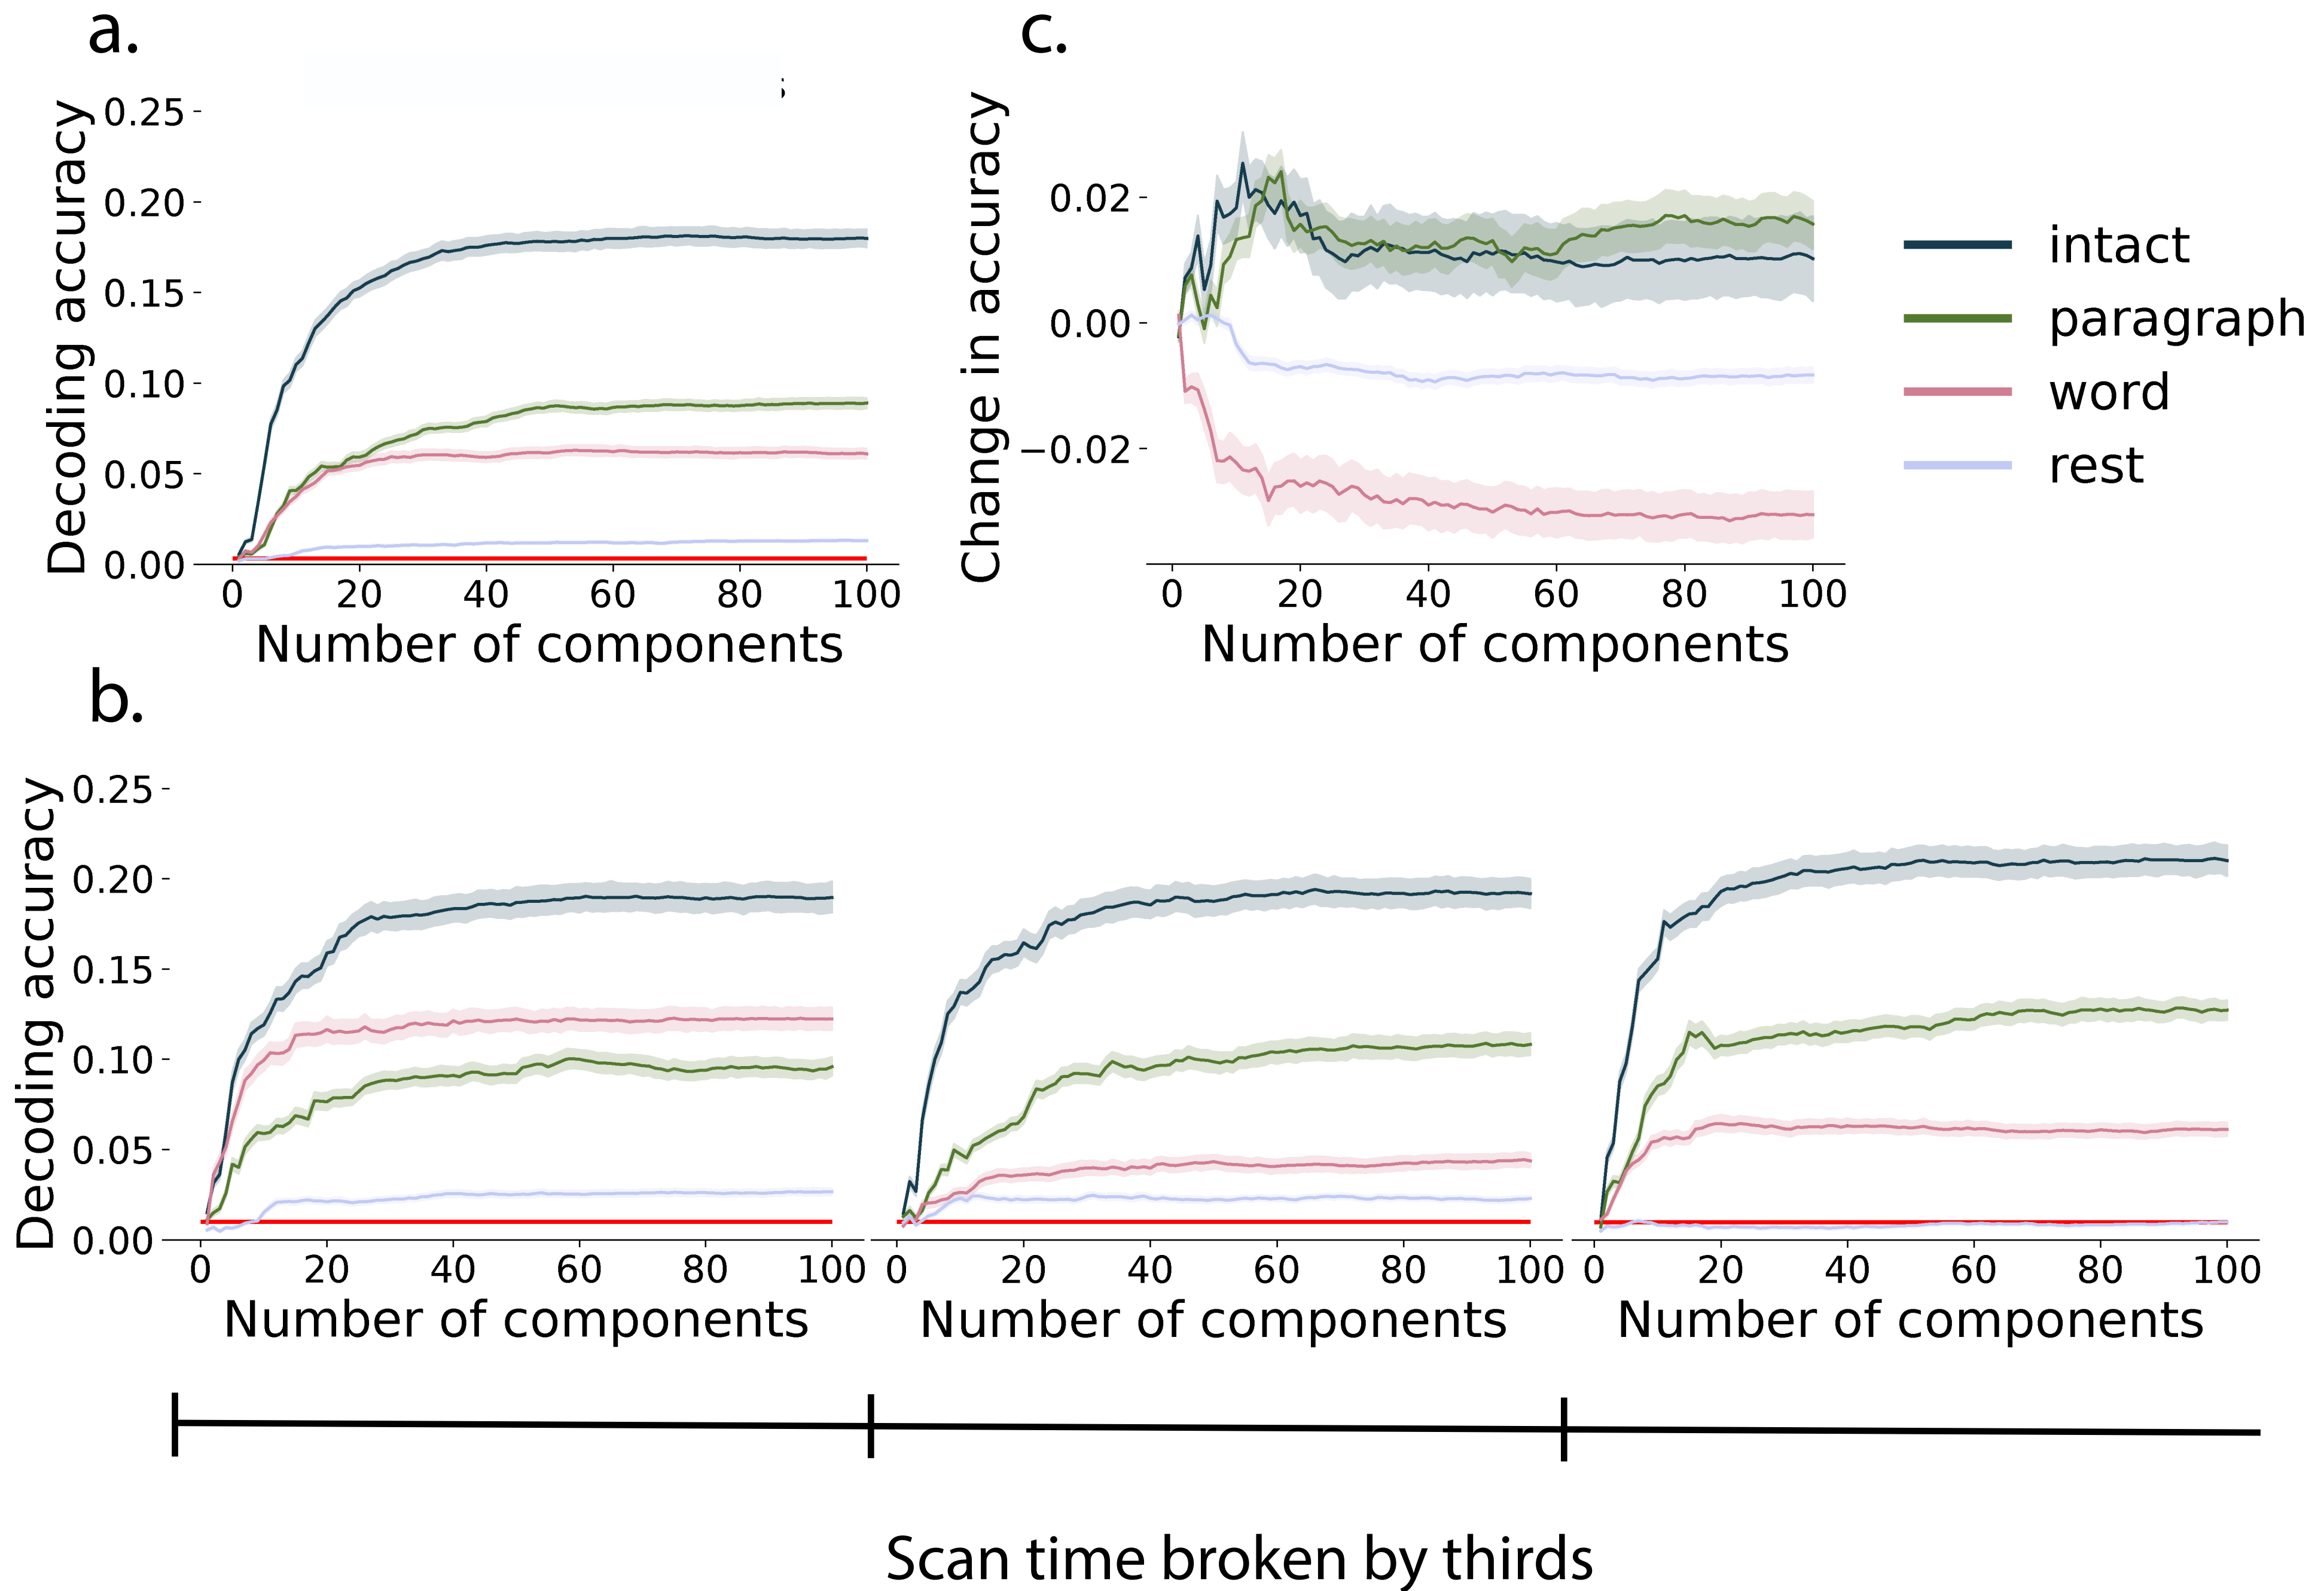 a.
Decoding accuracy
0.25
0.20
0.15
0.10
0.05
0.00
0 20 40 60 80 100
Number of components
c.
Change in accuracy
0.02
0.00
−0.02
0 20 40 60 80 100
Number of components
intact
paragraph
word
rest
b.
Decoding accuracy
0.25
0.20
0.15
0.10
0.05
0.00
0 20 40 60 80 100
Number of components
0 20 40 60 80 100
Number of components
0 20 40 60 80 100
Number of components
Scan time broken by thirds